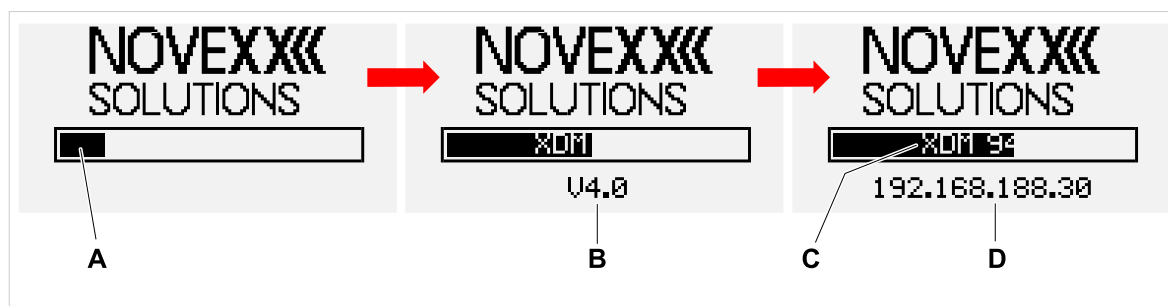 NOVEXX
SOLUTIONS
NOVEXX
SOLUTIONS
XDM
V4.0
NOVEXX
SOLUTIONS
XDM 94
192.168.188.30
A
B
C
D